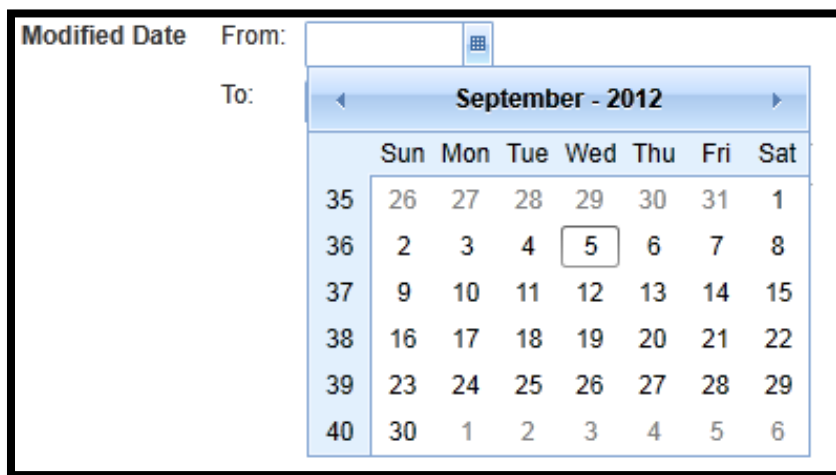 Modified Date From:
To:
September - 2012
Sun Mon Tue Wed Thu Fri Sat
35 26 27 28 29 30 31 1
36 2 3 4 5 6 7 8
37 9 10 11 12 13 14 15
38 16 17 18 19 20 21 22
39 23 24 25 26 27 28 29
40 30 1 2 3 4 5 6